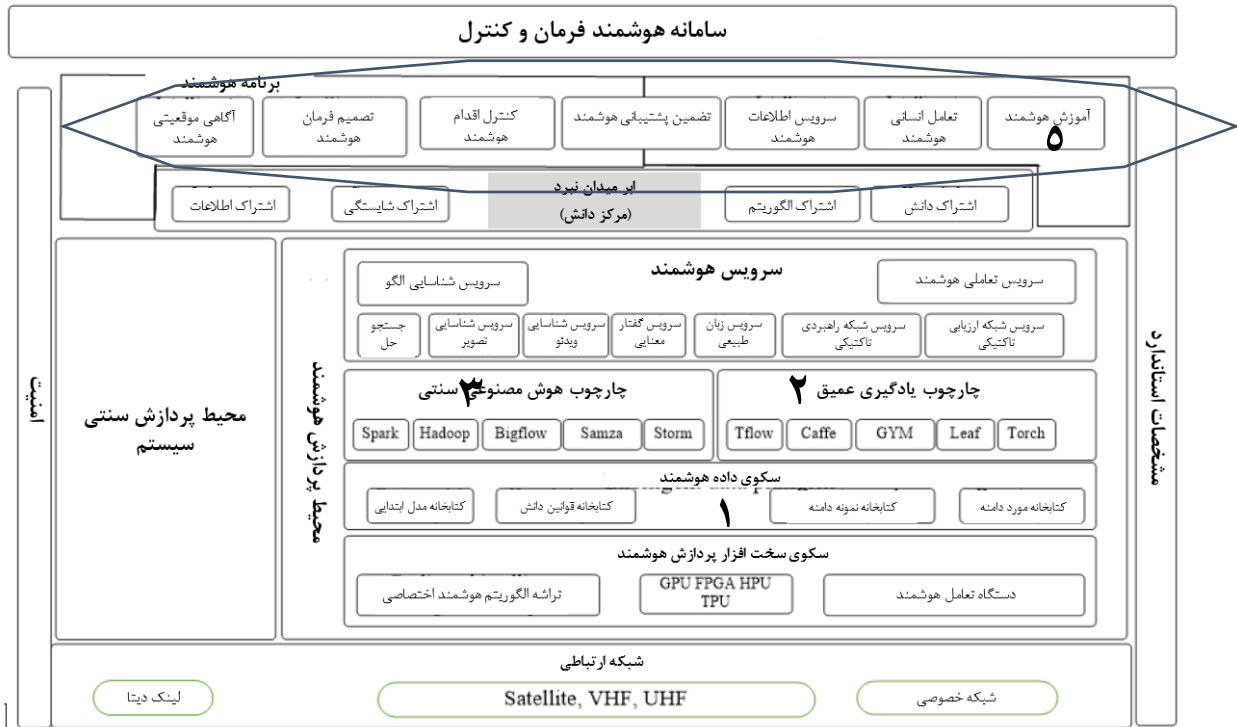 سامانه هوشمند فرمان و کنترل
برنامه هوشمند
آموزش هوشمند
۵
تعامل انسانی
هوشمند
سرویس اطلاعات
هوشمند
تضمین پشتیبانی هوشمند
کنترل اقدام
هوشمند
تصمیم فرمان
هوشمند
آگاهی موقعیتی
هوشمند
اشتراک دانش
اشتراک الگوریتم
ابر میدان نبرد
(مرکز دانش)
اشتراک شایستگی
اشتراک اطلاعات
مشخصات استاندارد
امنیت
محیط پردازش سنتی
سیستم
محیط پردازش هوشمند
سرویس هوشمند
سرویس تعاملی هوشمند
سرویس شناسایی الگو
سرویس شبکه ارزیابی
تاکتیکی
سرویس شبکه راهبردی
تاکتیکی
سرویس زبان
طبیعی
سرویس گفتار
معنایی
سرویس شناسایی
ویدئو
سرویس شناسایی
تصویر
جستجو
حل
چارچوب یادگیری عمیق
۲
Tflow Caffe GYM Leaf Torch
چارچوب هوش مصنوعی سنتی
۳
Spark Hadoop Bigflow Samza Storm
سکوی داده هوشمند
کتابخانه مورد دامنه
کتابخانه نمونه دامنه
۱
کتابخانه قوانین دانش
کتابخانه مدل ابتدایی
سکوی سخت افزار پردازش هوشمند
دستگاه تعامل هوشمند
GPU FPGA HPU
TPU
تراشه الگوریتم هوشمند اختصاصی
شبکه ارتباطی
شبکه خصوصی
Satellite, VHF, UHF
لینک دیتا